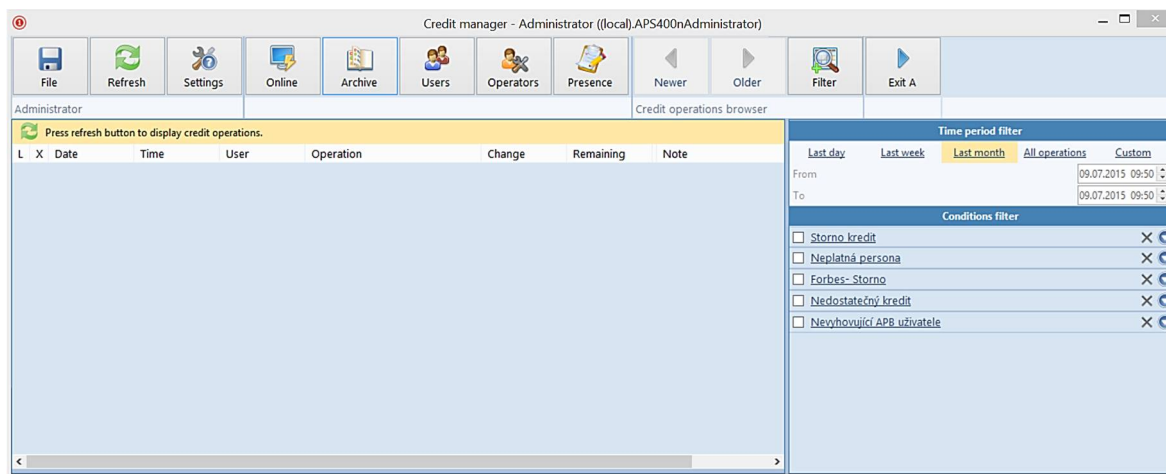 Credit manager - Administrator ((local).APS400nAdministrator)
File Refresh Settings Online Archive Users Operators Presence Newer Older Filter Exit A
Administrator Credit operations browser
Press refresh button to display credit operations.
L X Date Time User Operation Change Remaining Note
Time period filter
Last day Last week Last month All operations Custom
From 09.07.2015 09:50
To 09.07.2015 09:50
Conditions filter
Storno kredit
Neplatná persona
Forbes- Storno
Nedostatečný kredit
Nevyhovující APB uživatele